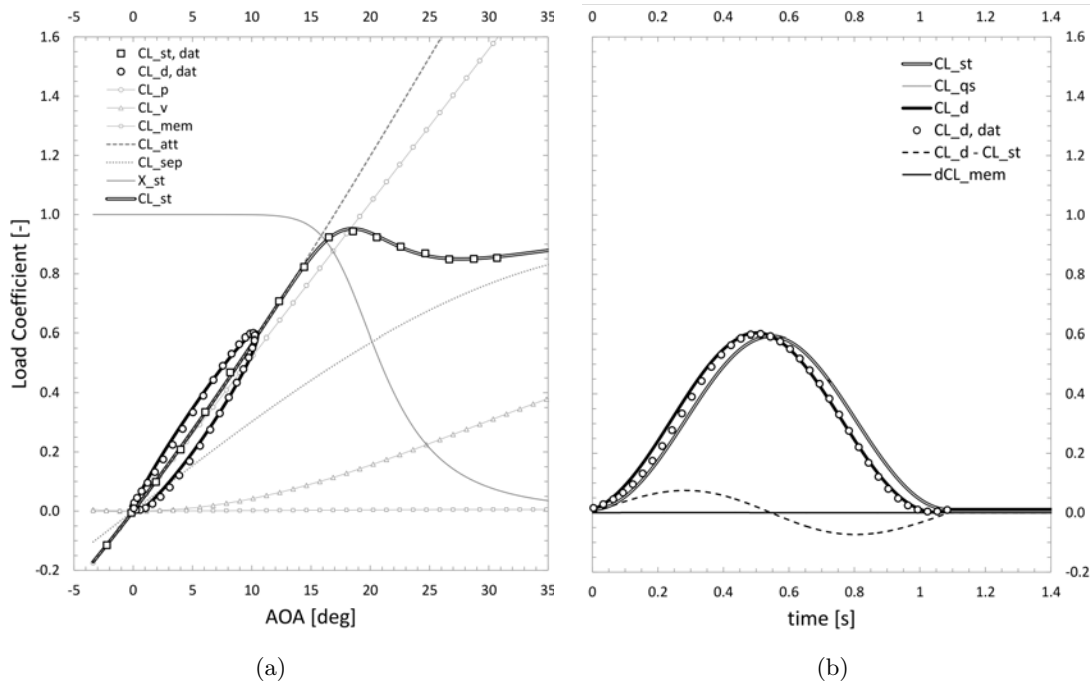 -5 0 5 10 15 20 25 30 35
1.6
1.4
1.2
1.0
0.8
0.6
0.4
0.2
0.0
-0.2
Load Coefficient [-]
CL_st, dat
CL_d, dat
CL_p
CL_v
CL_mem
CL_att
CL_sep
X_st
CL_st
-5 0 5 10 15 20 25 30 35
AOA [deg]
(a)
0 0.2 0.4 0.6 0.8 1 1.2 1.4
CL_st
CL_qs
CL_d
CL_d, dat
CL_d - CL_st
dCL_mem
1.6
1.4
1.2
1.0
0.8
0.6
0.4
0.2
0.0
-0.2
0 0.2 0.4 0.6 0.8 1 1.2 1.4
time [s]
(b)